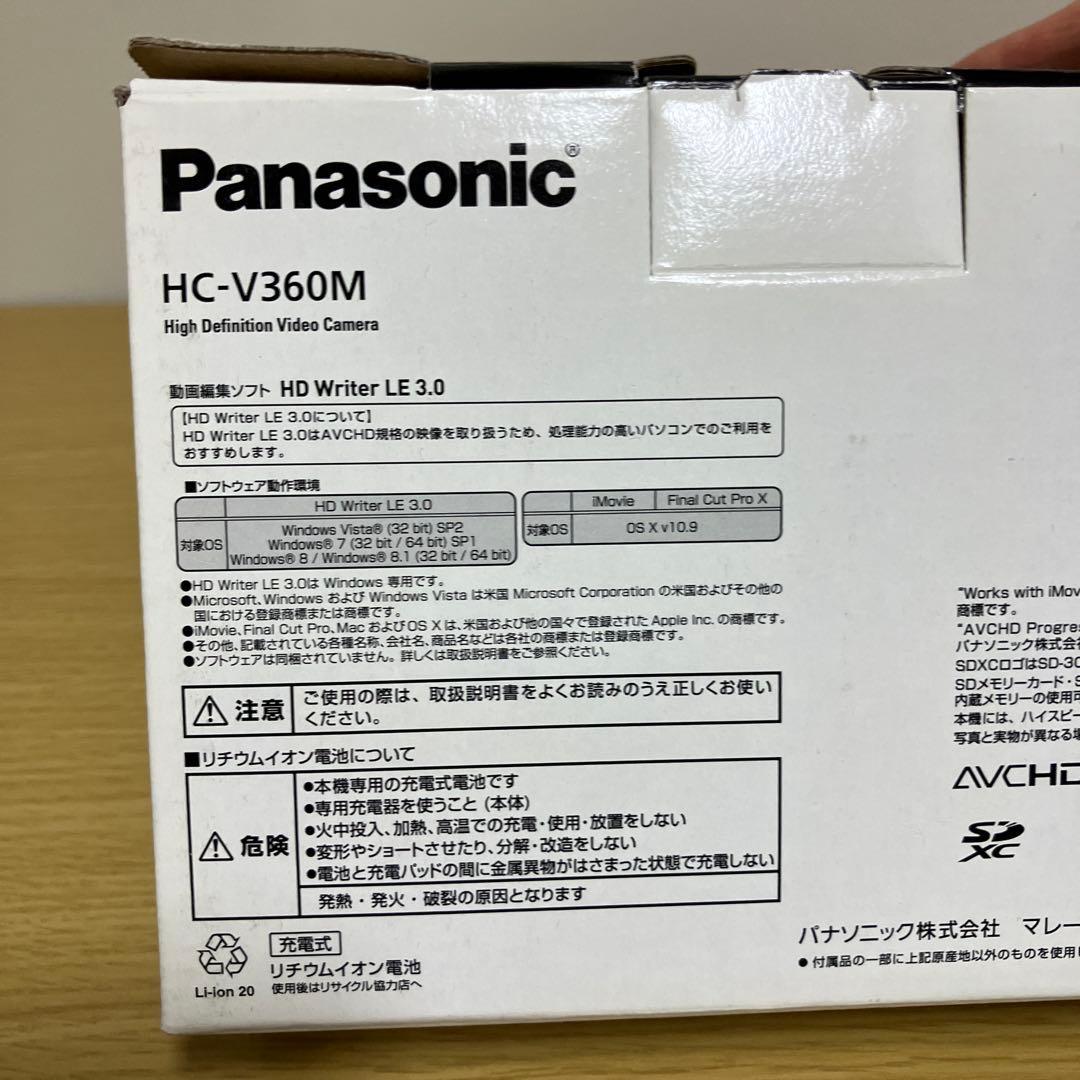 Panasonic®
HC-V360M
High Definition Video Camera
動画編集ソフト HD Writer LE 3.0
【HD Writer LE 3.0について】
HD Writer LE 3.0はAVCHD規格の映像を取り扱うため、処理能力の高いパソコンでのご利用を
おすすめします。
■ソフトウェア動作環境
HD Writer LE 3.0
対象OS
Windows Vista® (32 bit) SP2
Windows® 7 (32 bit / 64 bit) SP1
Windows® 8 / Windows® 8.1 (32 bit / 64 bit)
iMovie Final Cut Pro X
対象OS OS X v10.9
●HD Writer LE 3.0は Windows 専用です。
●Microsoft、Windows および Windows Vista は米国 Microsoft Corporation の米国およびその他の
国における登録商標または商標です。
●iMovie、Final Cut Pro、Mac および OS X は、米国および他の国々で登録された Apple Inc. の商標です。
●その他、記載されている各種名称、会社名、商品名などは各社の商標または登録商標です。
●ソフトウェアは同梱されていません。詳しくは取扱説明書をご参照ください。
注意
ご使用の際は、取扱説明書をよくお読みのうえ正しくお使い
ください。
■リチウムイオン電池について
危険
●本機専用の充電式電池です
●専用充電器を使うこと (本体)
●火中投入、加熱、高温での充電・使用・放置をしない
●変形やショートさせたり、分解・改造をしない
●電池と充電パッドの間に金属異物がはさまった状態で充電しない
発熱・発火・破裂の原因となります
Li-ion 20
充電式
リチウムイオン電池
使用後はリサイクル協力店へ
"Works with iMov
商標です。
"AVCHD Progres
パナソニック株式会
SDXCロゴはSD-3C
SDメモリーカード・S
内蔵メモリーの使用可
本機には、ハイスピー
写真と実物が異なる場
AVCHD
SD
XC
パナソニック株式会社 マレー
●付属品の一部に上記原産地以外のものを使用し